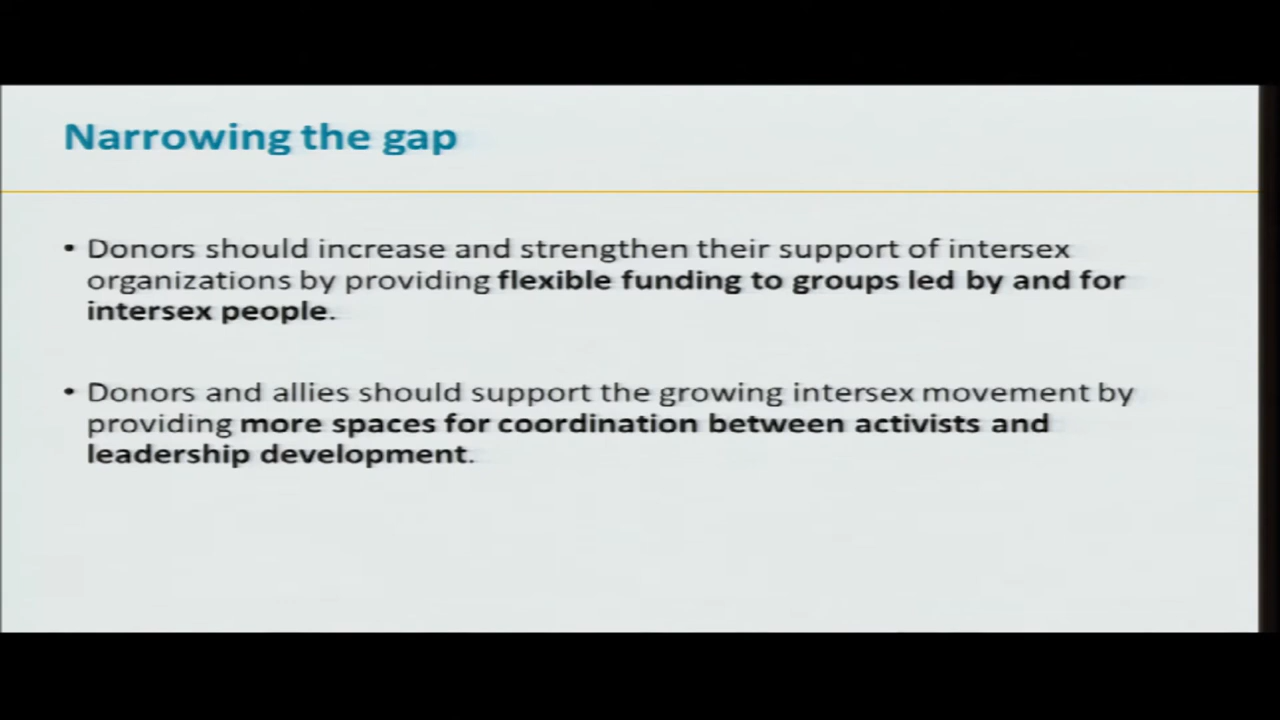 Narrowing the gap
• Donors should increase and strengthen their support of intersex
organizations by providing flexible funding to groups led by and for
intersex people.
• Donors and allies should support the growing intersex movement by
providing more spaces for coordination between activists and
leadership development.